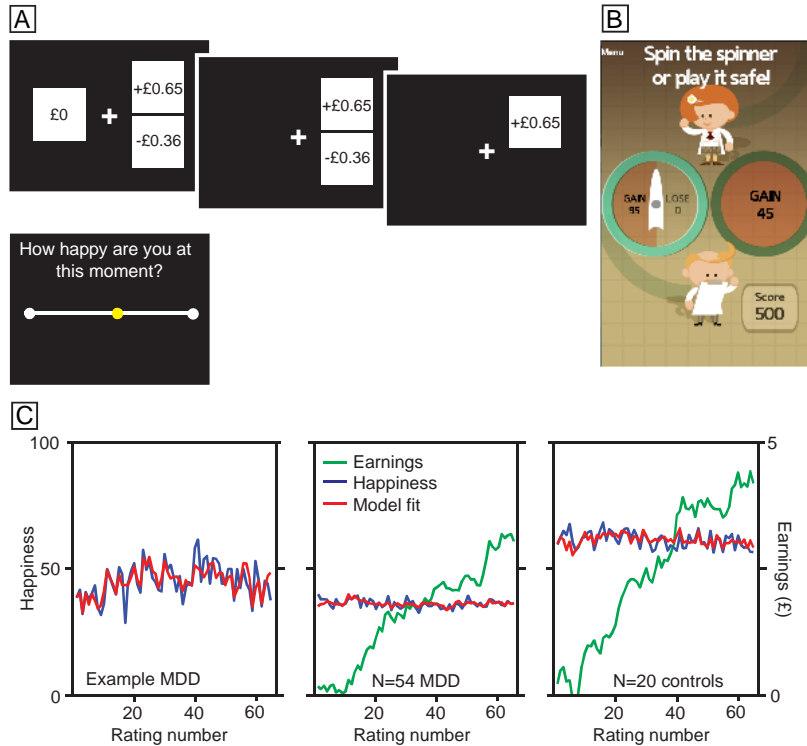 A
£0
+
+£0.65
-£0.36
+
+£0.65
-£0.36
+
+£0.65
How happy are you at
this moment?
B
Menu
Spin the spinner
or play it safe!
GAIN
95
LOSE
0
GAIN
45
Score
500
C
100
50
0
Happiness
Example MDD
20
40
60
Rating number
Earnings
Happiness
Model fit
N=54 MDD
20
40
60
Rating number
N=20 controls
20
40
60
Rating number
5
0
Earnings (£)